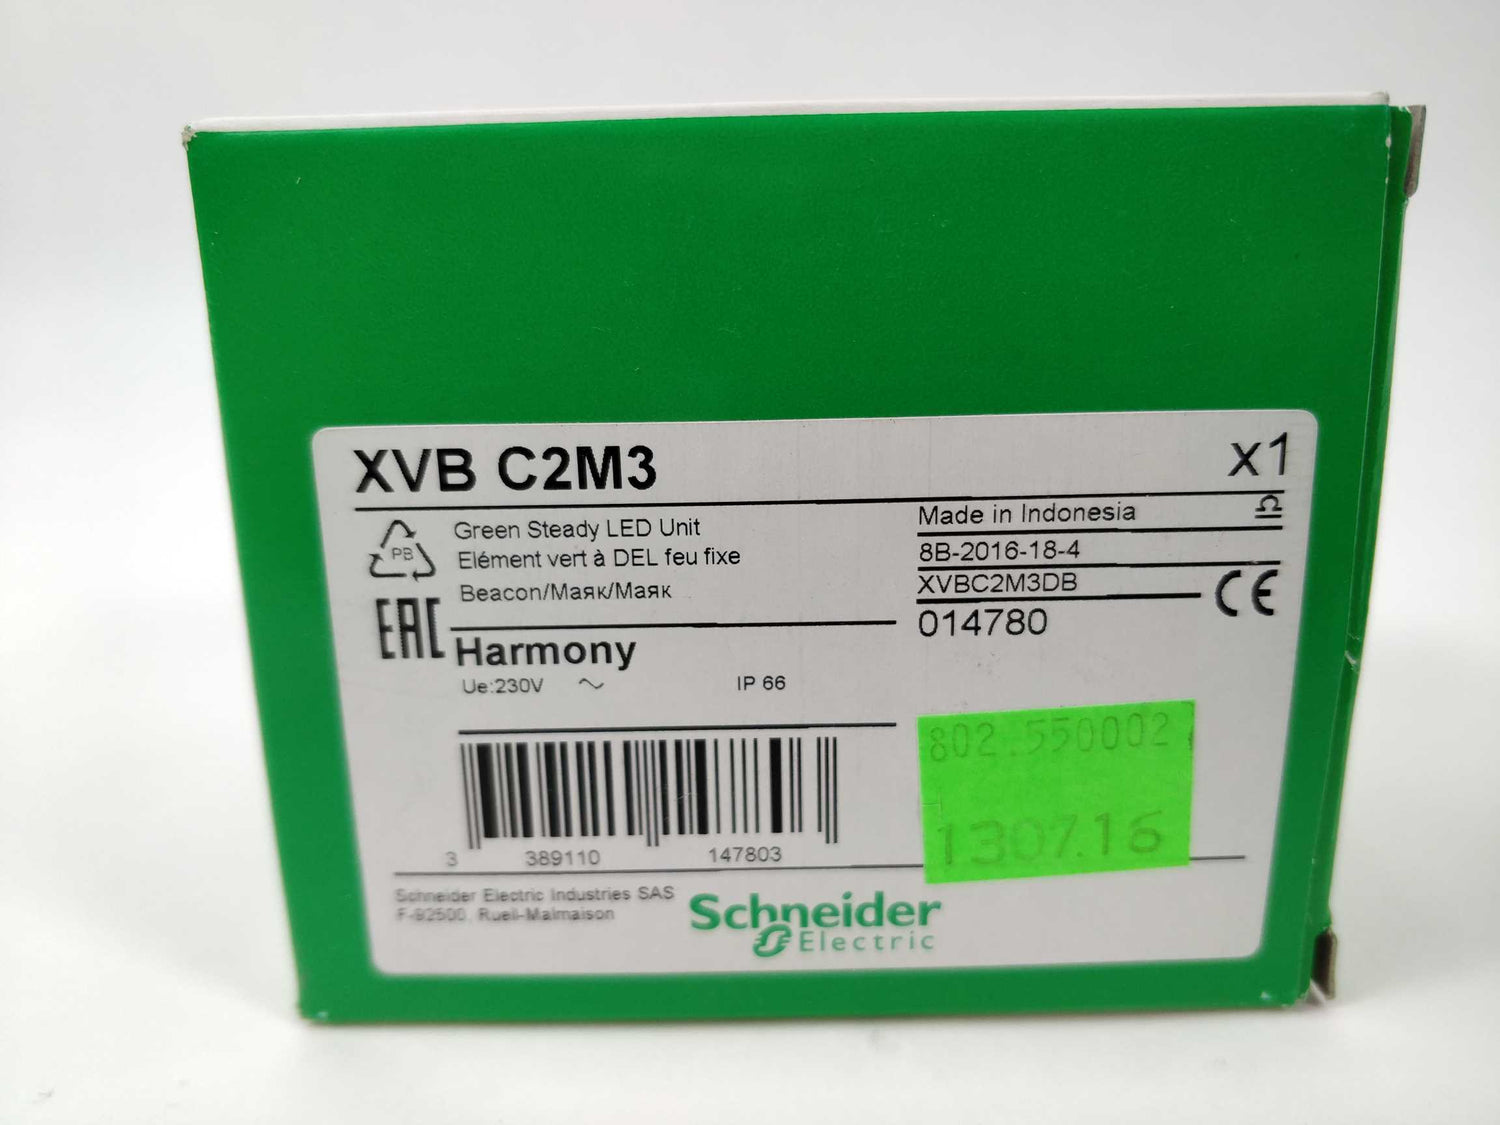 XVB C2M3
x1
PB
Green Steady LED Unit
Elément vert à DEL feu fixe
Beacon/Маяк/Маяк
EAC
Made in Indonesia
8B-2016-18-4
XVBC2M3DB
CE
014780
Harmony
Ue:230V ~ IP 66
802.550002
130716
3 389110 147803
Schneider Electric Industries SAS
F-92500, Rueil-Malmaison
Schneider
Electric